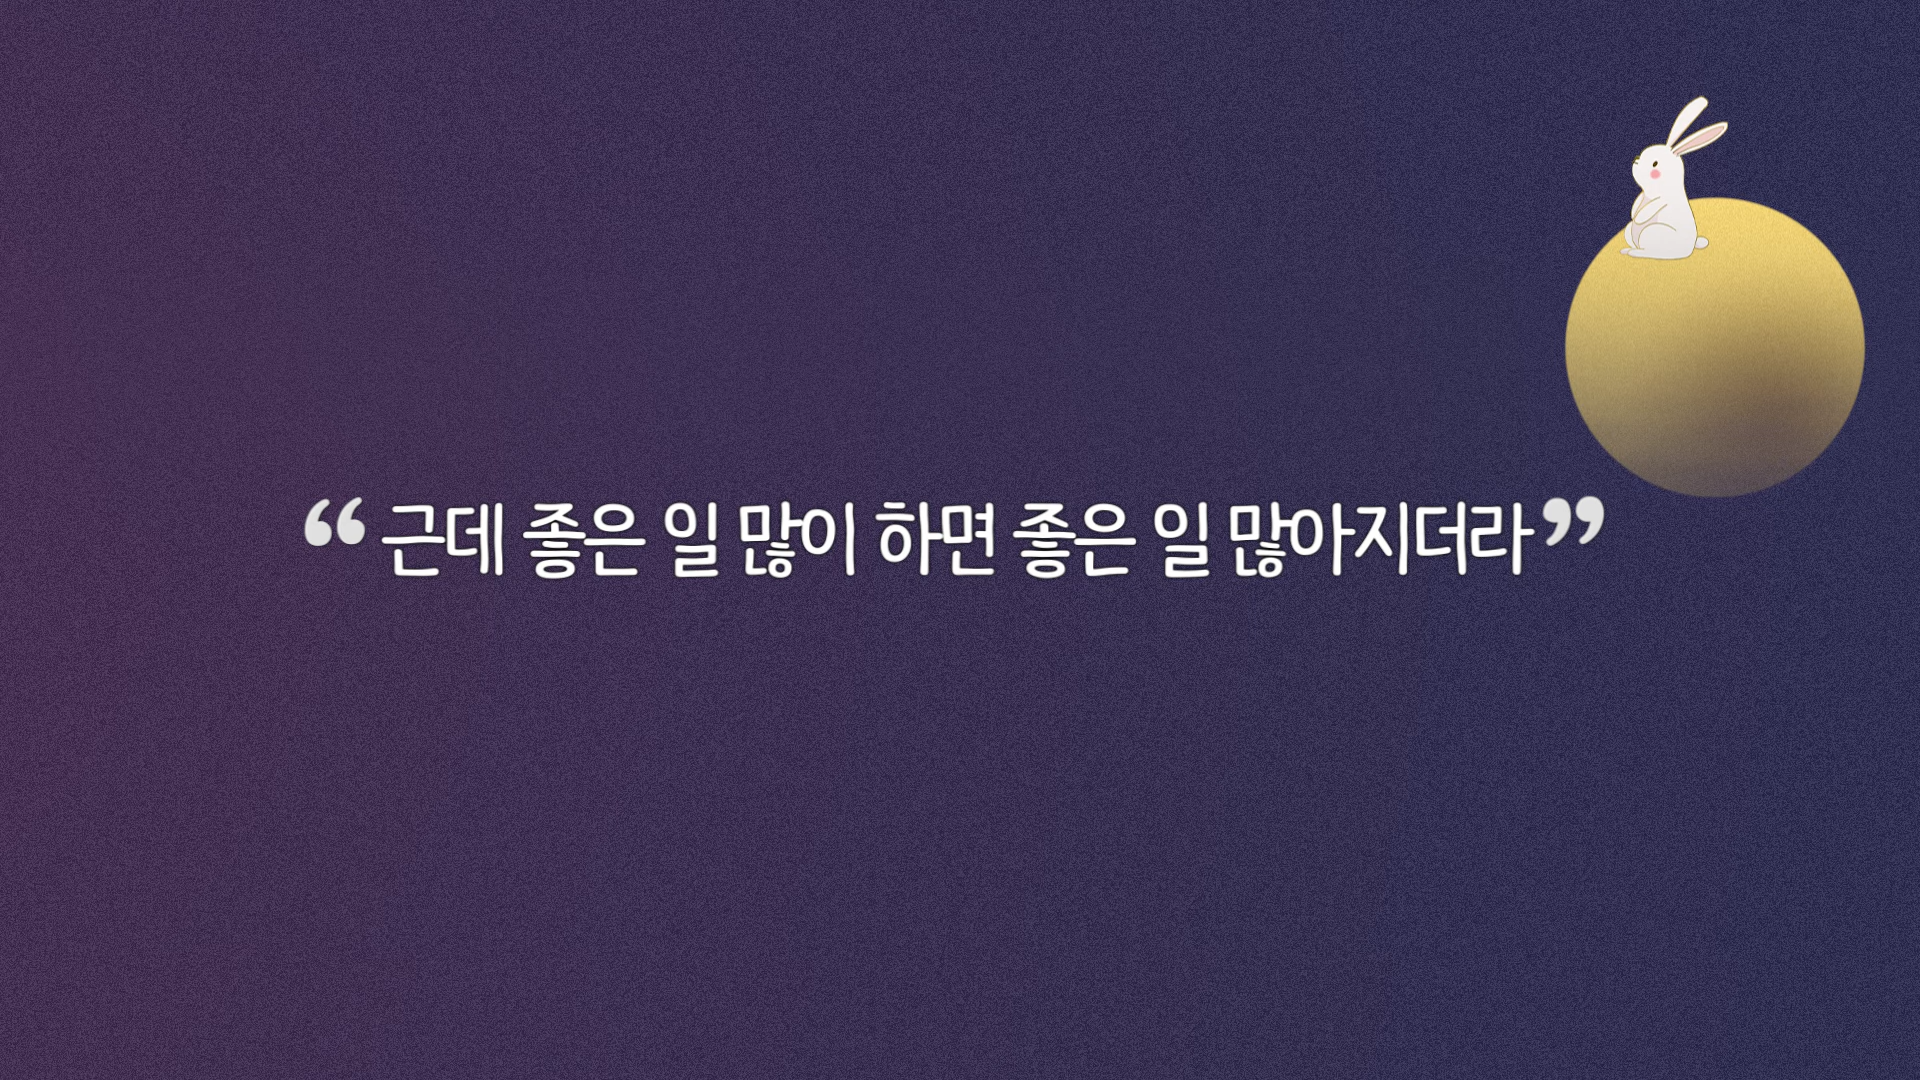 “근데 좋은 일 많이 하면 좋은 일 많아지더라”